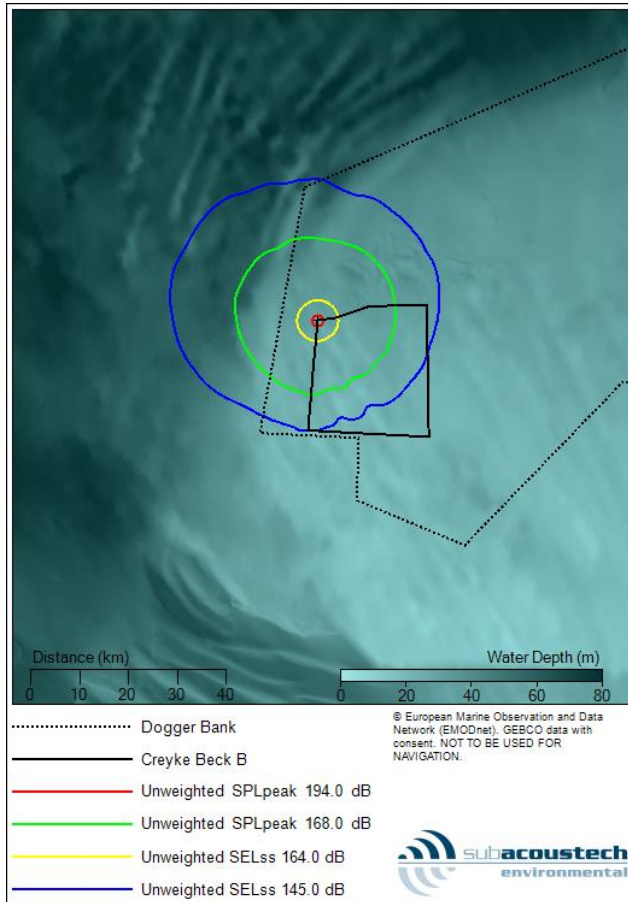 Distance (km)
0 10 20 30 40
Water Depth (m)
0 20 40 60 80
Dogger Bank
Creyke Beck B
Unweighted SPLpeak 194.0 dB
Unweighted SPLpeak 168.0 dB
Unweighted SELss 164.0 dB
Unweighted SELss 145.0 dB
© European Marine Observation and Data
Network (EMODnet). GEBCO data with
consent. NOT TO BE USED FOR
NAVIGATION.
subacoustech
environmental